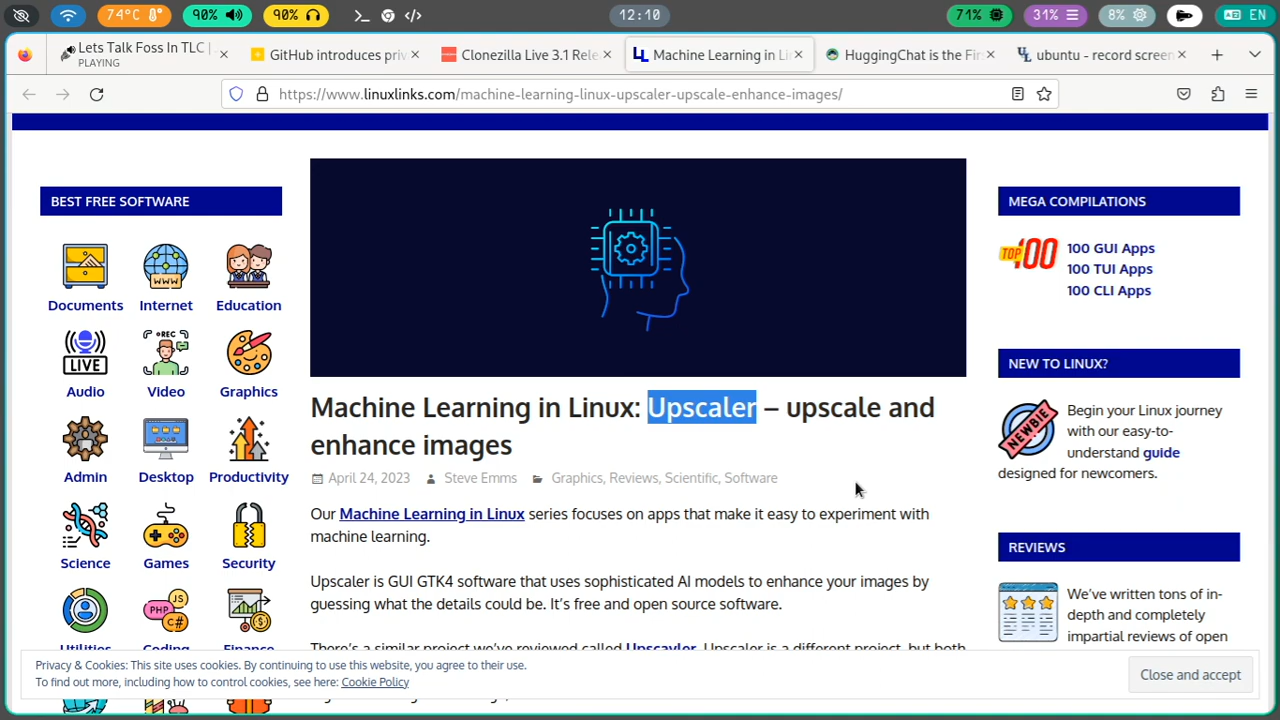 74°C
90%
90%
12:10
71%
31%
8%
EN
Lets Talk Foss In TLC |
PLAYING
GitHub introduces priv
Clonezilla Live 3.1 Rele
Machine Learning in Li
HuggingChat is the Fir
ubuntu - record screen
https://www.linuxlinks.com/machine-learning-linux-upscaler-upscale-enhance-images/
BEST FREE SOFTWARE
WWW
REC
Documents Internet Education
LIVE
Audio Video Graphics
Admin Desktop Productivity
Science Games Security
PHP JS C#
Utilities Coding Finance
Machine Learning in Linux: Upscaler – upscale and
enhance images
April 24, 2023 Steve Emms Graphics, Reviews, Scientific, Software
Our Machine Learning in Linux series focuses on apps that make it easy to experiment with
machine learning.
Upscaler is GUI GTK4 software that uses sophisticated AI models to enhance your images by
guessing what the details could be. It's free and open source software.
There's a similar project we've reviewed called Upscayler. Upscaler is a different project, but both
MEGA COMPILATIONS
TOP 100
100 GUI Apps
100 TUI Apps
100 CLI Apps
NEW TO LINUX?
NEWBIE
Begin your Linux journey
with our easy-to-
understand guide
designed for newcomers.
REVIEWS
We've written tons of in-
depth and completely
impartial reviews of open
Privacy & Cookies: This site uses cookies. By continuing to use this website, you agree to their use.
To find out more, including how to control cookies, see here: Cookie Policy
Close and accept